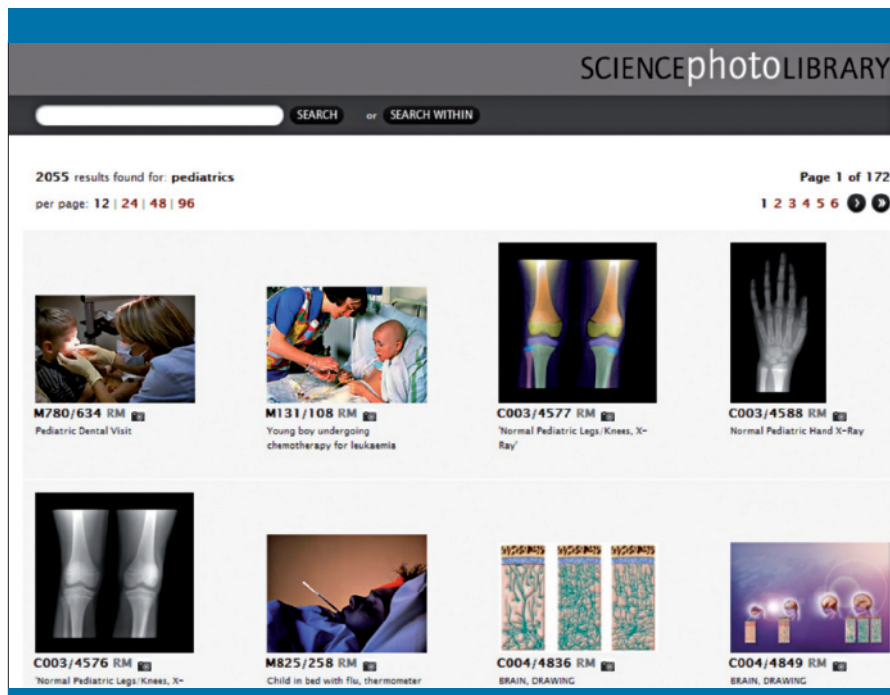 SCIENCEphotoLIBRARY
SEARCH or SEARCH WITHIN
2055 results found for: pediatrics
Page 1 of 172
per page: 12 | 24 | 48 | 96
1 2 3 4 5 6
M780/634 RM
Pediatric Dental Visit
M131/108 RM
Young boy undergoing
chemotherapy for leukaemia
C003/4577 RM
'Normal Pediatric Legs/Knees, X-
Ray'
C003/4588 RM
Normal Pediatric Hand X-Ray
C003/4576 RM
'Normal Pediatric Legs/Knees, X-
M825/258 RM
Child in bed with flu, thermometer
C004/4836 RM
BRAIN, DRAWING
C004/4849 RM
BRAIN, DRAWING